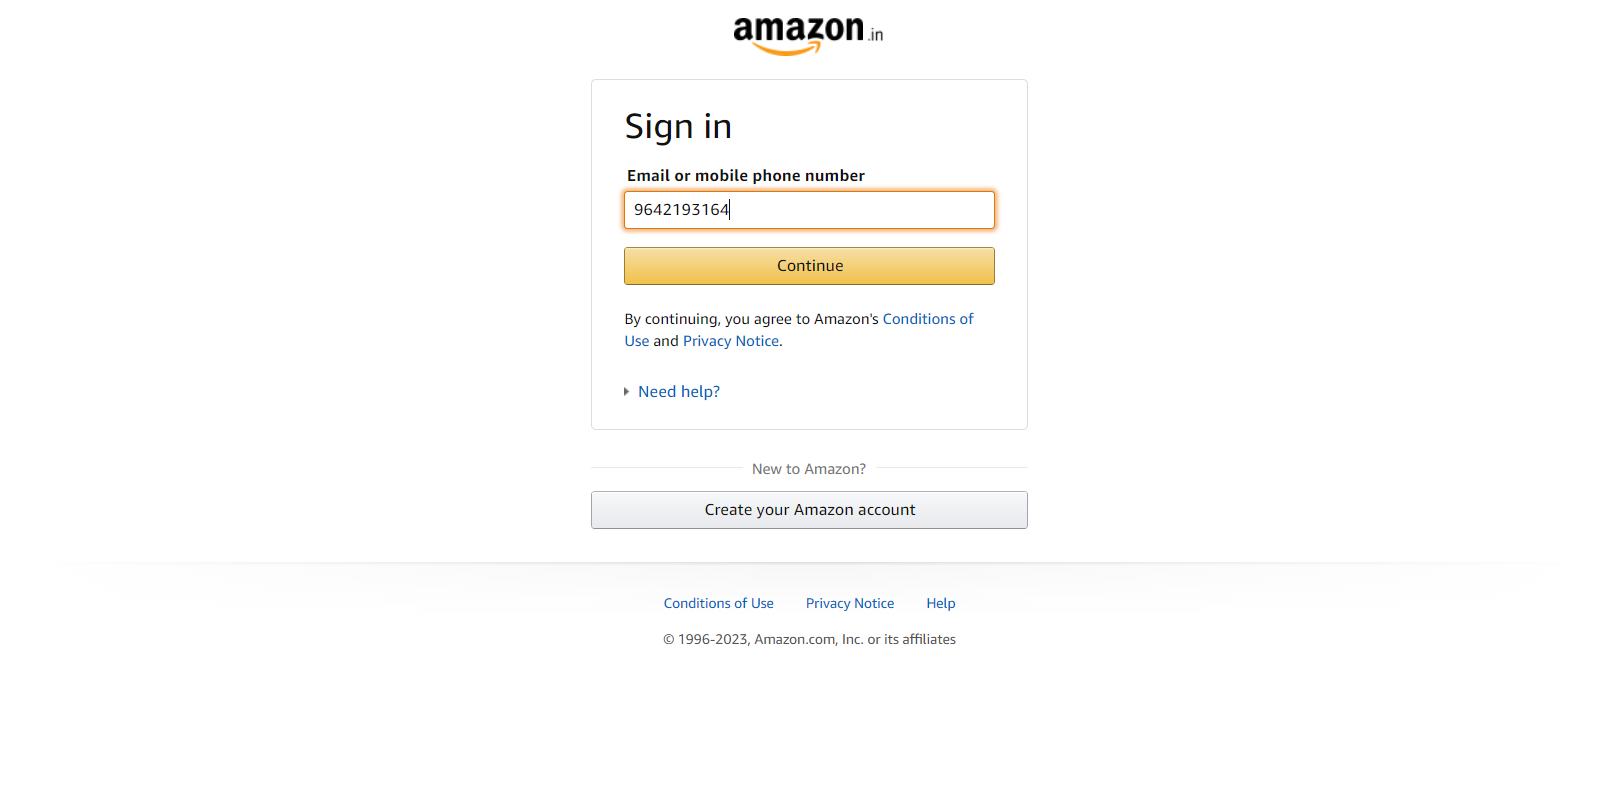 amazon.in
Sign in
Email or mobile phone number
9642193164
Continue
By continuing, you agree to Amazon's Conditions of
Use and Privacy Notice.
Need help?
New to Amazon?
Create your Amazon account
Conditions of Use Privacy Notice Help
© 1996-2023, Amazon.com, Inc. or its affiliates